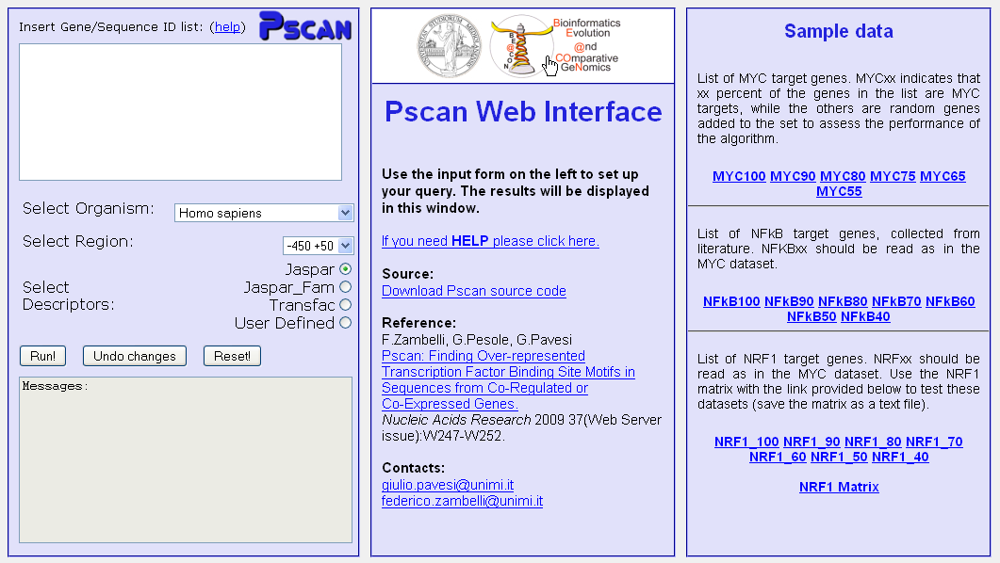 Insert Gene/Sequence ID list: (help) PSCAN
Select Organism: Homo sapiens
Select Region: -450 +50
Select Descriptors:
Jaspar
Jaspar_Fam
Transfac
User Defined
Run! Undo changes Reset!
Messages:
Bioinformatics
Evolution
@nd
COmparative
GeNomics
BE@CON
Pscan Web Interface
Use the input form on the left to set up
your query. The results will be displayed
in this window.
If you need HELP please click here.
Source:
Download Pscan source code
Reference:
F.Zambelli, G.Pesole, G.Pavesi
Pscan: Finding Over-represented
Transcription Factor Binding Site Motifs in
Sequences from Co-Regulated or
Co-Expressed Genes.
Nucleic Acids Research 2009 37(Web Server
issue):W247-W252.
Contacts:
giulio.pavesi@unimi.it
federico.zambelli@unimi.it
Sample data
List of MYC target genes. MYCxx indicates that
xx percent of the genes in the list are MYC
targets, while the others are random genes
added to the set to assess the performance of
the algorithm.
MYC100 MYC90 MYC80 MYC75 MYC65
MYC55
List of NFkB target genes, collected from
literature. NFKBxx should be read as in the
MYC dataset.
NFkB100 NFkB90 NFkB80 NFkB70 NFkB60
NFkB50 NFkB40
List of NRF1 target genes. NRFxx should be
read as in the MYC dataset. Use the NRF1
matrix with the link provided below to test these
datasets (save the matrix as a text file).
NRF1_100 NRF1_90 NRF1_80 NRF1_70
NRF1_60 NRF1_50 NRF1_40
NRF1 Matrix